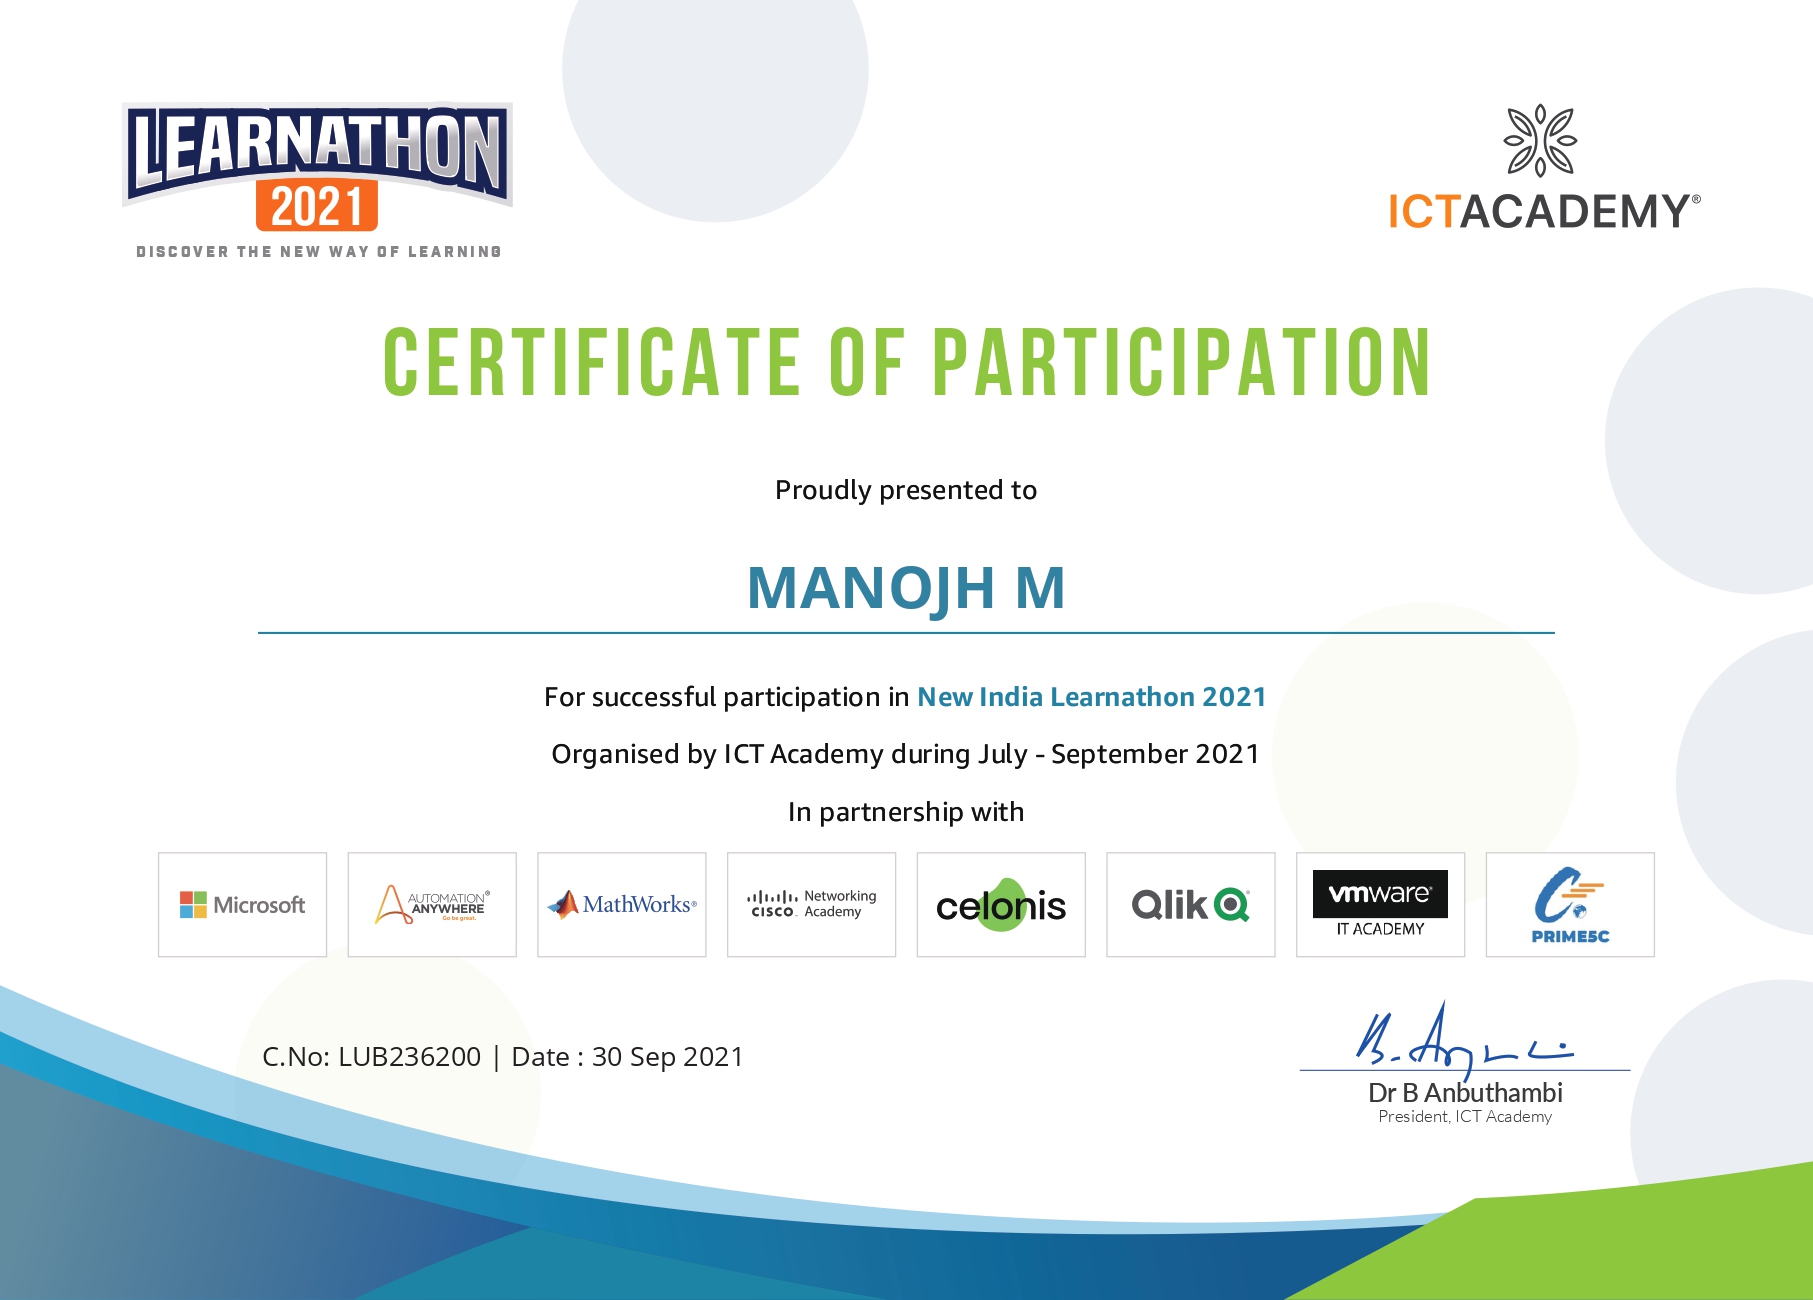 LEARNATHON
2021
DISCOVER THE NEW WAY OF LEARNING
ICTACADEMY®
CERTIFICATE OF PARTICIPATION
Proudly presented to
MANOJH M
For successful participation in New India Learnathon 2021
Organised by ICT Academy during July - September 2021
In partnership with
Microsoft
AUTOMATION®
ANYWHERE
Go be great.
MathWorks®
CISCO
Networking
Academy
celonis
Qlik Q®
vmware®
IT ACADEMY
PRIME5C
C.No: LUB236200 | Date : 30 Sep 2021
B. Anbu
Dr B Anbuthambi
President, ICT Academy